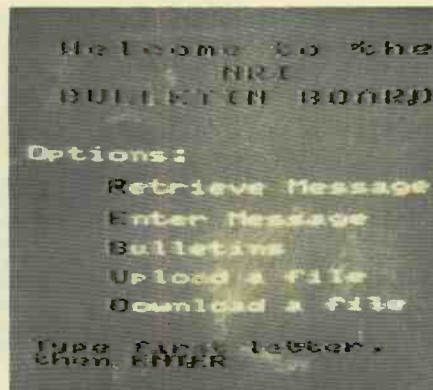 Welcome to the
NRI
BULLETIN BOARD
Options:
Retrieve Message
Enter Message
Bulletins
Upload a file
Download a file
Type first letter,
then ENTER